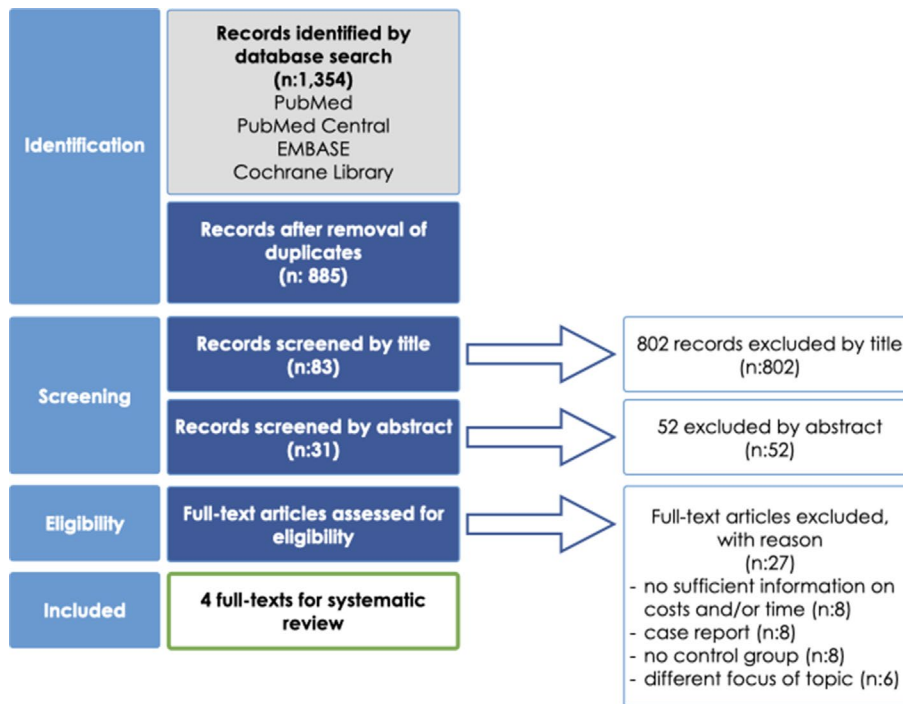 Identification
Records identified by
database search
(n:1,354)
PubMed
PubMed Central
EMBASE
Cochrane Library
Records after removal of
duplicates
(n: 885)
Screening
Records screened by title
(n:83)
802 records excluded by title
(n:802)
Records screened by abstract
(n:31)
52 excluded by abstract
(n:52)
Eligibility
Full-text articles assessed for
eligibility
Full-text articles excluded,
with reason
(n:27)
- no sufficient information on
costs and/or time (n:8)
- case report (n:8)
- no control group (n:8)
- different focus of topic (n:6)
Included
4 full-texts for systematic
review